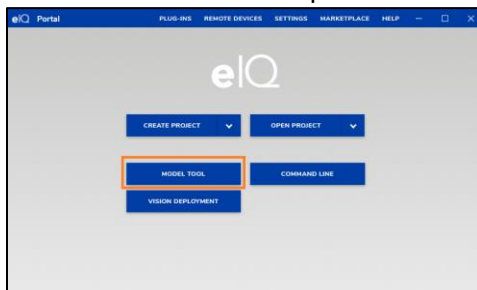 eIQ Portal PLUG-INS REMOTE DEVICES SETTINGS MARKETPLACE HELP
eIQ
CREATE PROJECT OPEN PROJECT
MODEL TOOL COMMAND LINE
VISION DEPLOYMENT